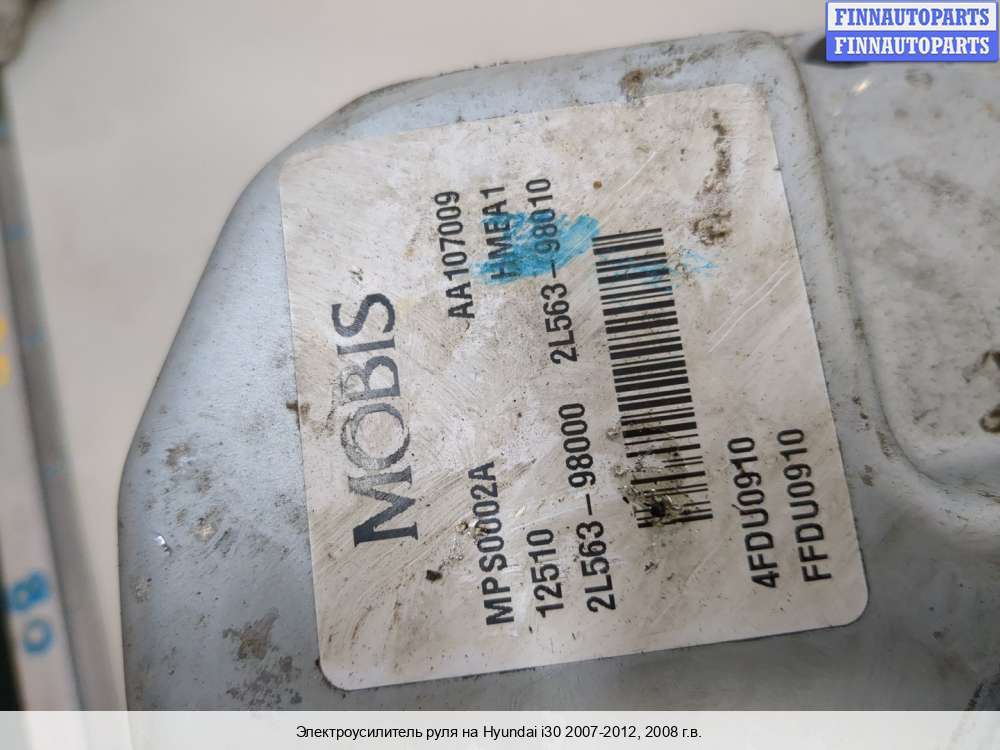 FINNAUTOPARTS
FINNAUTOPARTS
MOBIS
MPS0002A AA107009
12510 HMEA1
2L563-98000 2L563-98010
4FDU0910
FFDU0910
08
Электроусилитель руля на Hyundai i30 2007-2012, 2008 г.в.